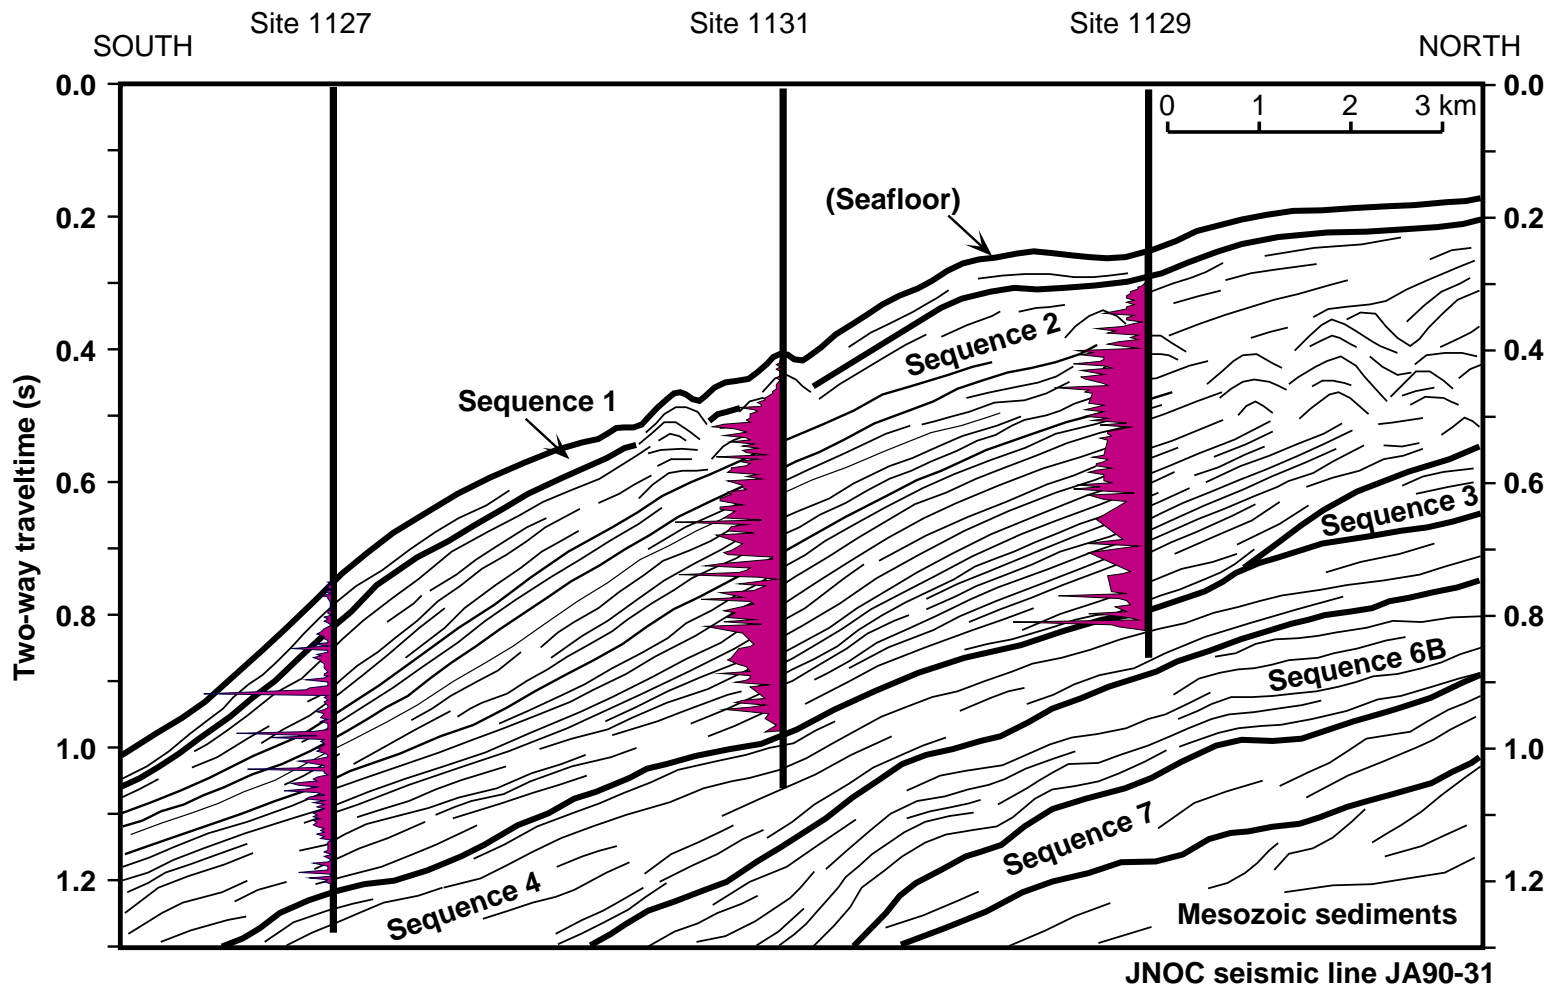 Site 1127 Site 1131 Site 1129
SOUTH NORTH
0.0 0.0
0 1 2 3 km
(Seafloor)
0.2 0.2
Sequence 2
0.4 0.4
Sequence 1
0.6 0.6
Sequence 3
0.8 0.8
Sequence 6B
1.0 1.0
Sequence 7
1.2 1.2
Sequence 4
Mesozoic sediments
Two-way traveltime (s)
JNOC seismic line JA90-31